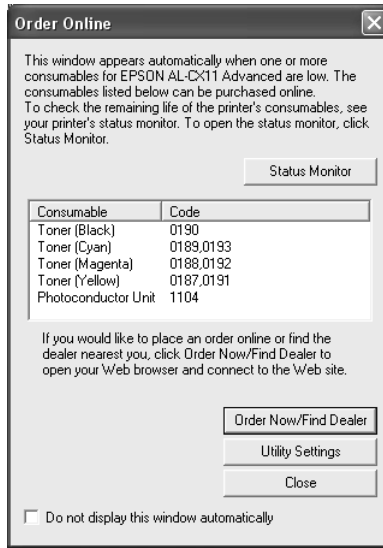 Order Online
This window appears automatically when one or more
consumables for EPSON AL-CX11 Advanced are low. The
consumables listed below can be purchased online.
To check the remaining life of the printer's consumables, see
your printer's status monitor. To open the status monitor, click
Status Monitor.
Status Monitor
Consumable Code
Toner (Black) 0190
Toner (Cyan) 0189,0193
Toner (Magenta) 0188,0192
Toner (Yellow) 0187,0191
Photoconductor Unit 1104
If you would like to place an order online or find the
dealer nearest you, click Order Now/Find Dealer to
open your Web browser and connect to the Web site.
Order Now/Find Dealer
Utility Settings
Close
Do not display this window automatically